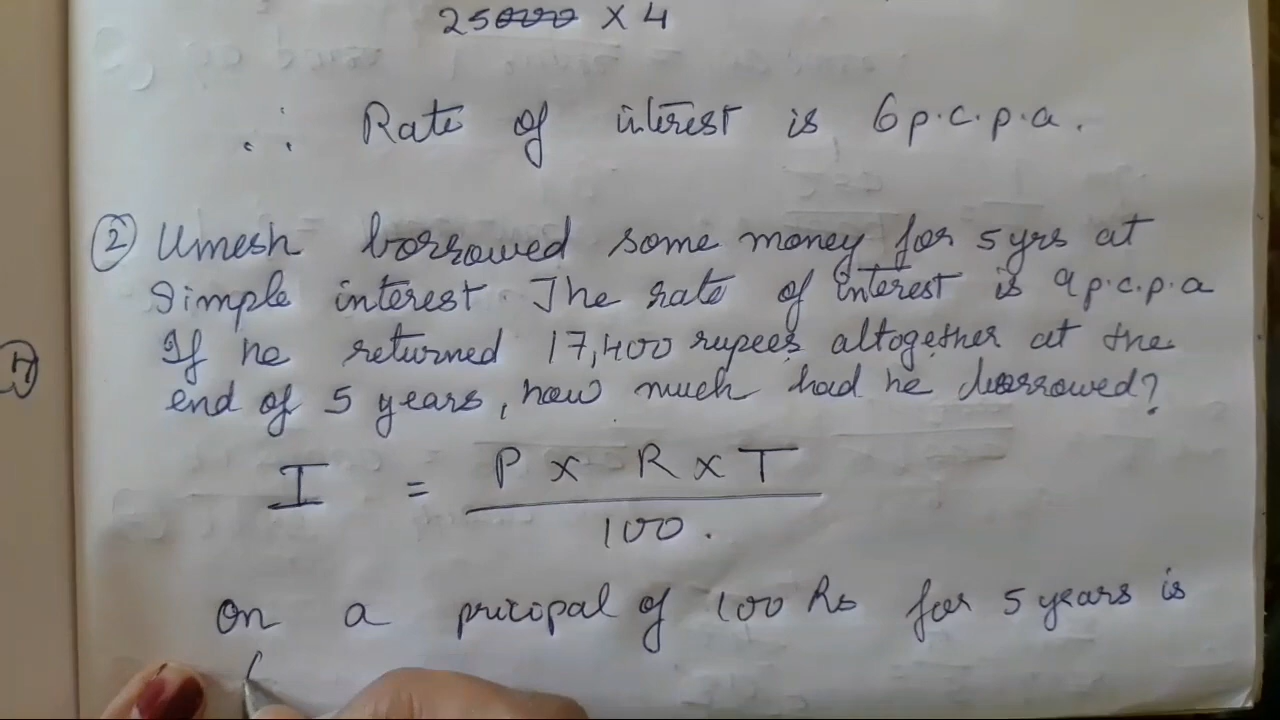 25000 X 4
∴ Rate of interest is 6 p.c.p.a.
② Umesh borrowed some money for 5 yrs at
simple interest. The rate of interest is 9 p.c.p.a
If he returned 17,400 rupees altogether at the
end of 5 years, how much had he borrowed?
I = P x R x T
100.
On a pricipal of 100 Rs for 5 years is